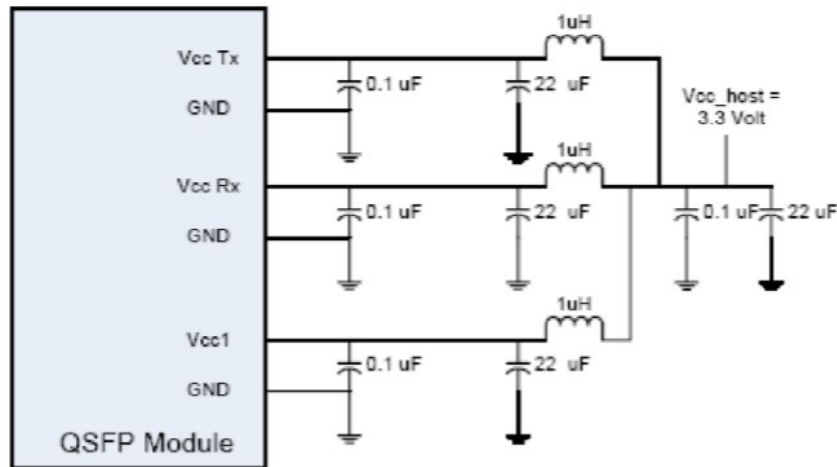 1uH
Vcc Tx
0.1 uF
22 uF
GND
Vcc_host =
3.3 Volt
1uH
Vcc Rx
0.1 uF
22 uF
0.1 uF
22 uF
GND
1uH
Vcc1
0.1 uF
22 uF
GND
QSFP Module